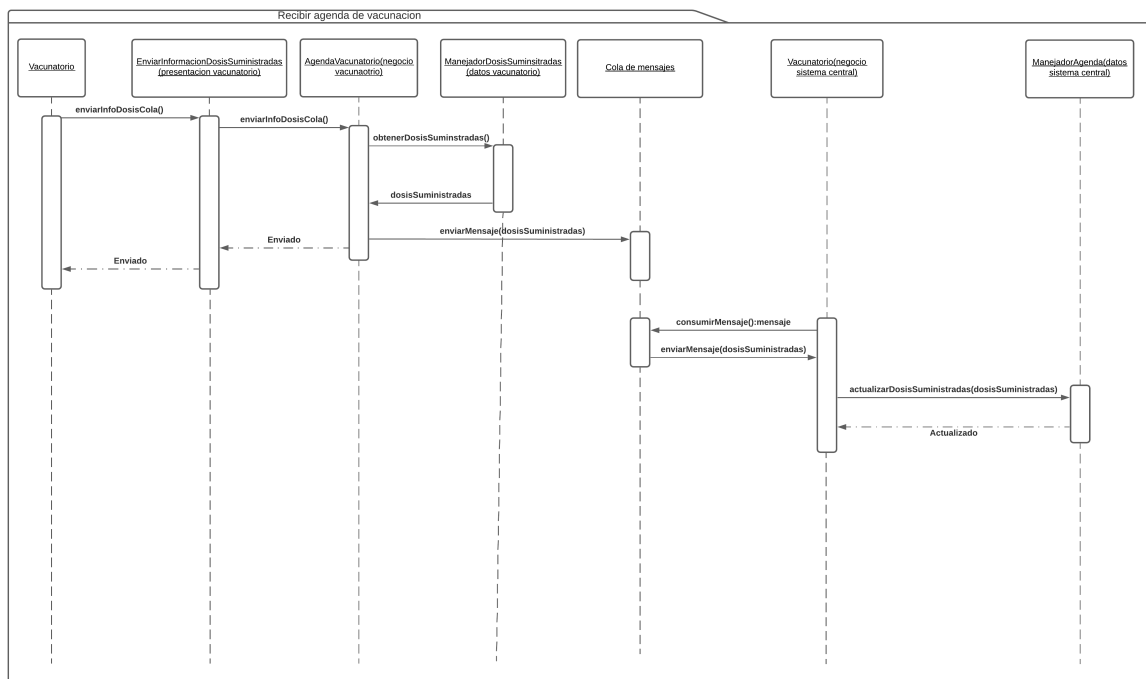 Recibir agenda de vacunacion
Vacunatorio
EnviarInformacionDosisSuministradas
(presentacion vacunatorio)
AgendaVacunatorio(negocio
vacunaotrio)
ManejadorDosisSuminsitradas
(datos vacunatorio)
Cola de mensajes
Vacunatorio(negocio
sistema central)
ManejadorAgenda(datos
sistema central)
enviarInfoDosisCola()
enviarInfoDosisCola()
obtenerDosisSuminstradas()
dosisSuministradas
enviarMensaje(dosisSuministradas)
Enviado
Enviado
consumirMensaje():mensaje
enviarMensaje(dosisSuministradas)
actualizarDosisSuministradas(dosisSuministradas)
Actualizado